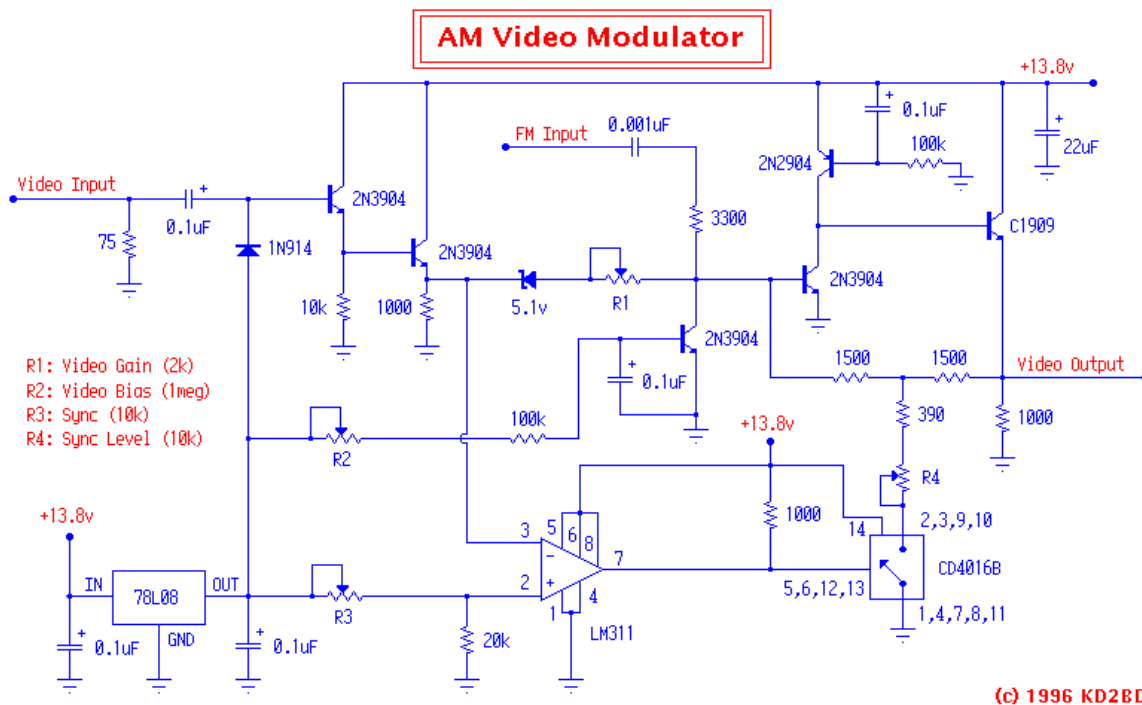 AM Video Modulator
+13.8v
FM Input
0.001uF
0.1uF
100k
22uF
2N2904
Video Input
2N3904
3300
0.1uF
75
1N914
2N3904
C1909
2N3904
10k
1000
5.1v
R1
2N3904
R1: Video Gain (2k)
R2: Video Bias (1meg)
R3: Sync (10k)
R4: Sync Level (10k)
0.1uF
1500
1500
Video Output
390
1000
100k
R2
+13.8v
R4
+13.8v
1000
14
2,3,9,10
5
6
8
3
7
CD4016B
IN
78L08
OUT
2
5,6,12,13
1
4
1,4,7,8,11
R3
LM311
GND
0.1uF
0.1uF
20k
(c) 1996 KD2BD